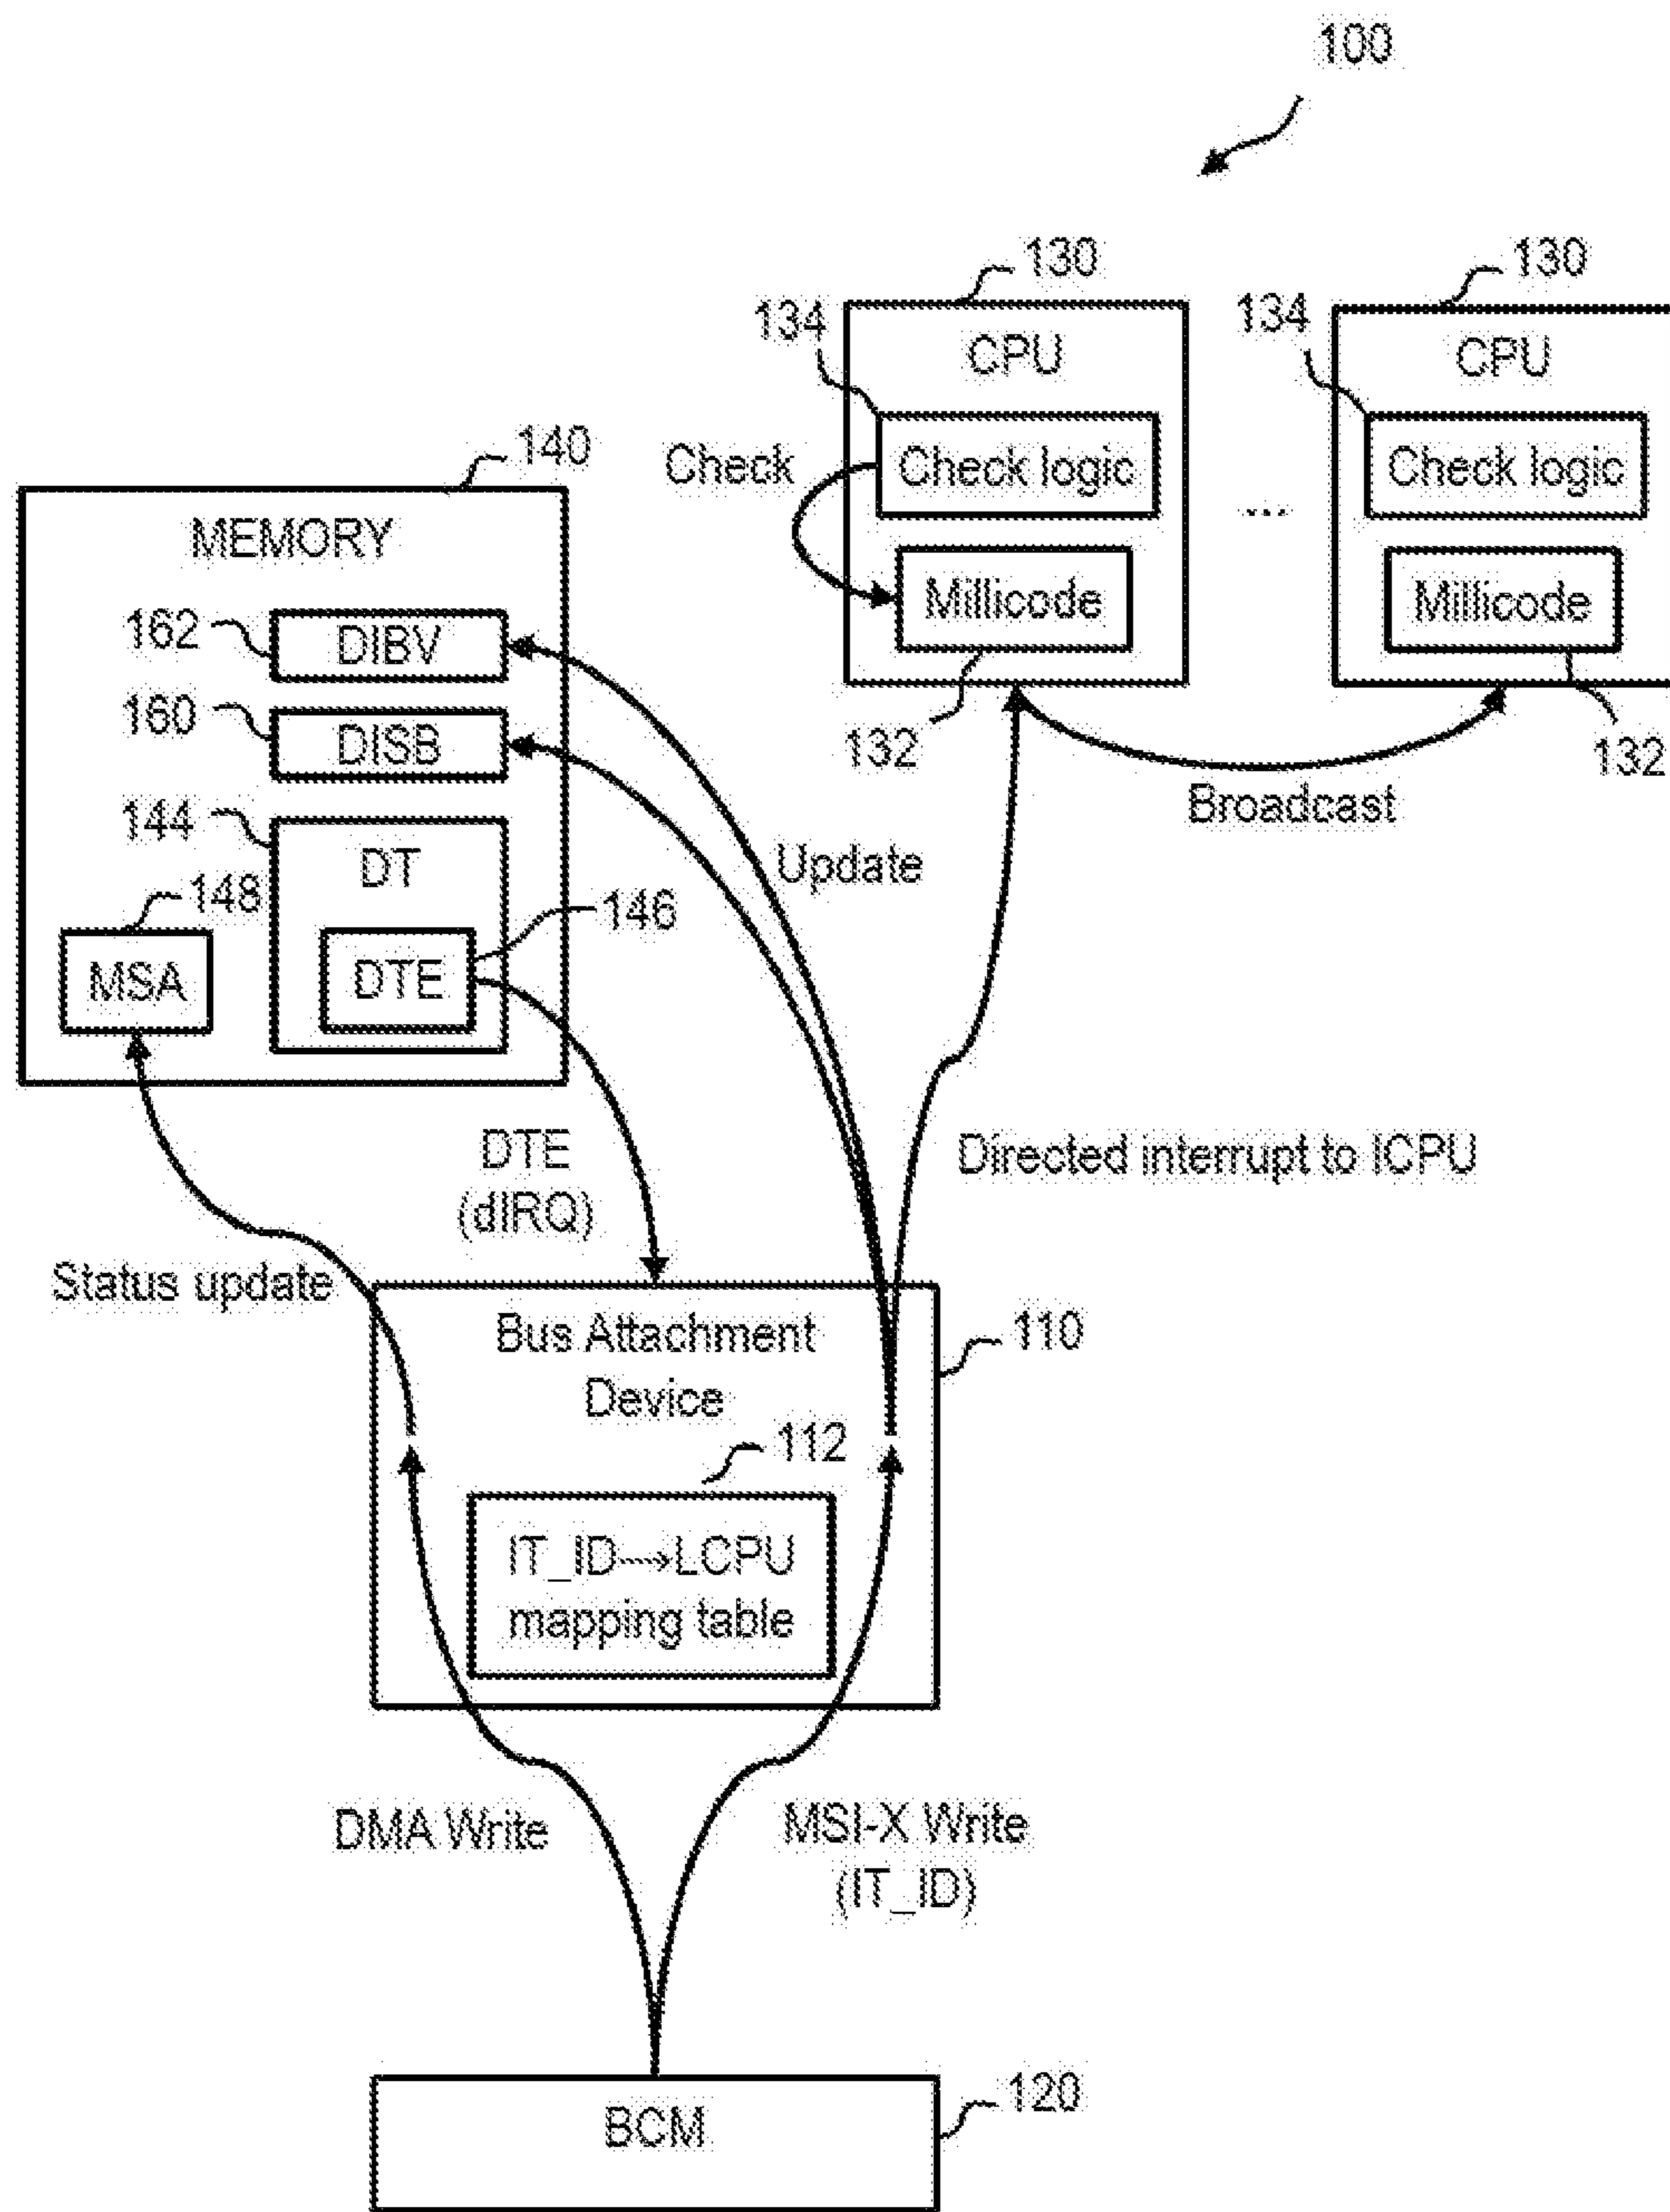 100
130
130
134
CPU
134
CPU
Check
Check logic
...
Check logic
140
MEMORY
Millicode
Millicode
162
DIBV
160
DISB
132
132
Broadcast
144
DT
Update
148
146
MSA
DTE
DTE
(dIRQ)
Directed interrupt to ICPU
Status update
Bus Attachment
Device
110
112
IT_ID→LCPU
mapping table
DMA Write
MSI-X Write
(IT_ID)
BCM
120